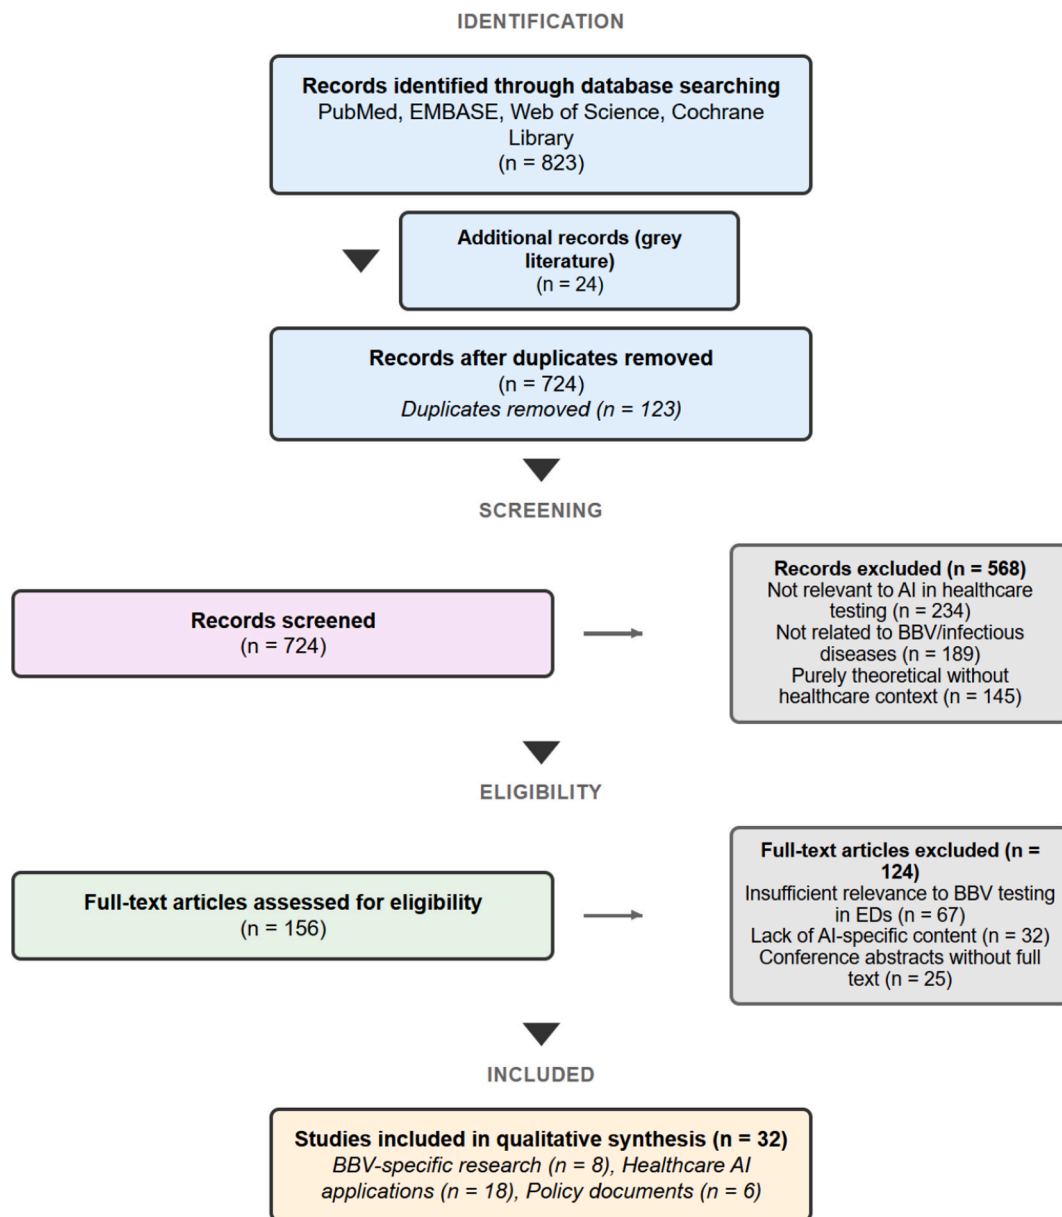 IDENTIFICATION
Records identified through database searching
PubMed, EMBASE, Web of Science, Cochrane
Library
(n = 823)
Additional records (grey
literature)
(n = 24)
Records after duplicates removed
(n = 724)
Duplicates removed (n = 123)
SCREENING
Records screened
(n = 724)
Records excluded (n = 568)
Not relevant to AI in healthcare
testing (n = 234)
Not related to BBV/infectious
diseases (n = 189)
Purely theoretical without
healthcare context (n = 145)
ELIGIBILITY
Full-text articles assessed for eligibility
(n = 156)
Full-text articles excluded (n =
124)
Insufficient relevance to BBV testing
in EDs (n = 67)
Lack of AI-specific content (n = 32)
Conference abstracts without full
text (n = 25)
INCLUDED
Studies included in qualitative synthesis (n = 32)
BBV-specific research (n = 8), Healthcare AI
applications (n = 18), Policy documents (n = 6)